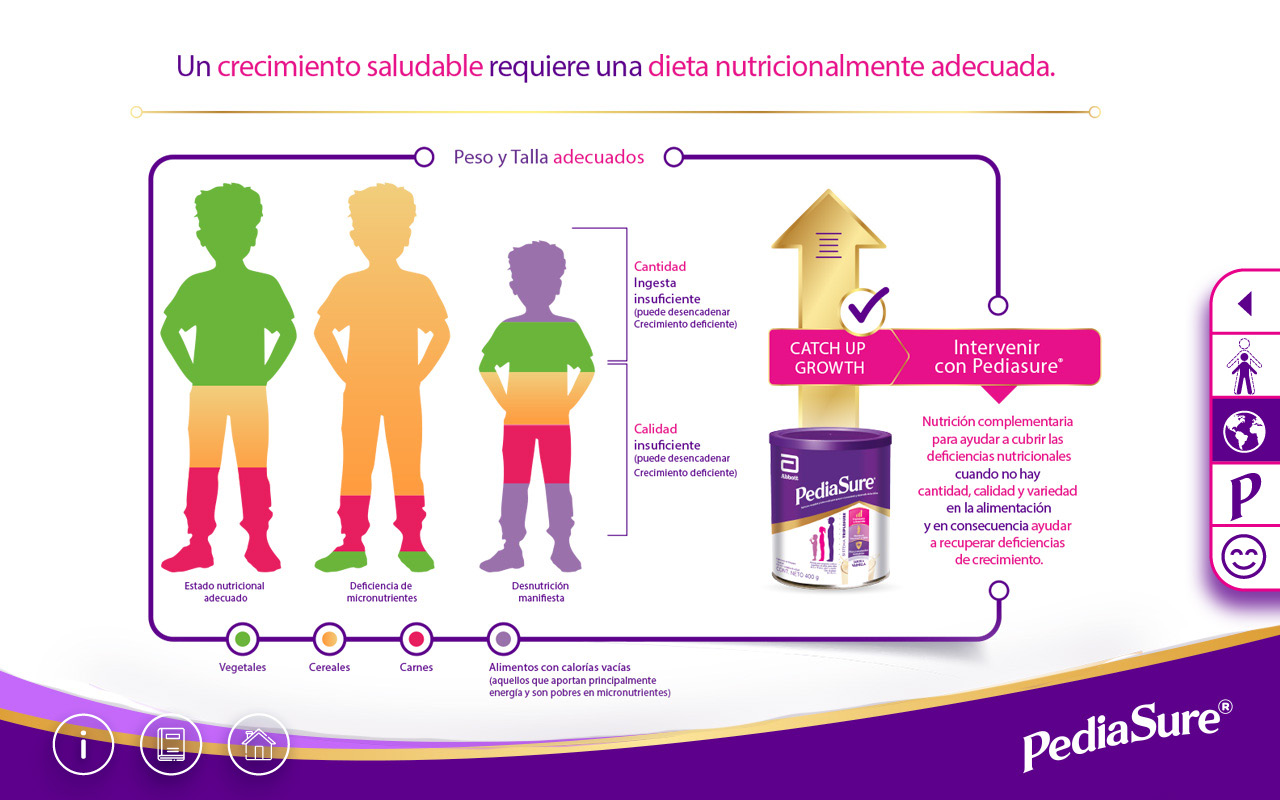 Un crecimiento saludable requiere una dieta nutricionalmente adecuada.
Peso y Talla adecuados
Cantidad
Ingesta
insuficiente
(puede desencadenar
Crecimiento deficiente)
Calidad
insuficiente
(puede desencadenar
Crecimiento deficiente)
CATCH UP
GROWTH
Intervenir
con Pediasure®
Nutrición complementaria
para ayudar a cubrir las
deficiencias nutricionales
cuando no hay
cantidad, calidad y variedad
en la alimentación
y en consecuencia ayudar
a recuperar deficiencias
de crecimiento.
Abbott
PediaSure
CONT. NETO 400 g
Estado nutricional
adecuado
Deficiencia de
micronutrientes
Desnutrición
manifiesta
Vegetales
Cereales
Carnes
Alimentos con calorías vacías
(aquellos que aportan principalmente
energía y son pobres en micronutrientes)
P
i
PediaSure®